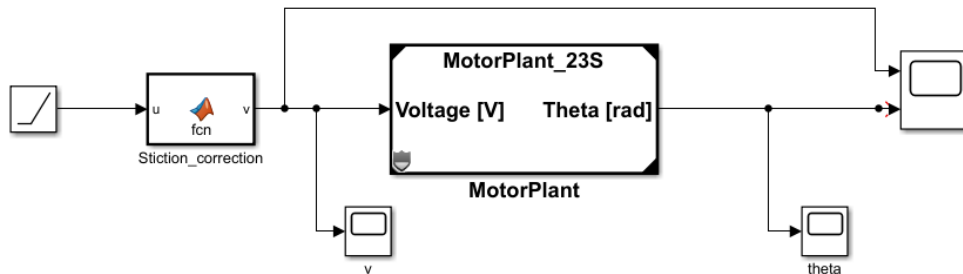 MotorPlant_23S
u
fcn
v
Voltage [V]
Theta [rad]
Stiction_correction
MotorPlant
v
theta